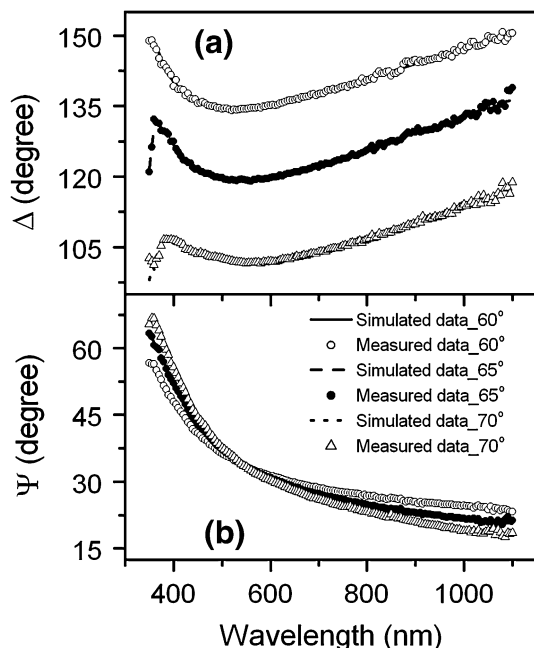 (a)
150
135
120
105
Δ (degree)
Simulated data_60°
Measured data_60°
Simulated data_65°
Measured data_65°
Simulated data_70°
Measured data_70°
60
45
30
15
Ψ (degree)
(b)
400 600 800 1000
Wavelength (nm)